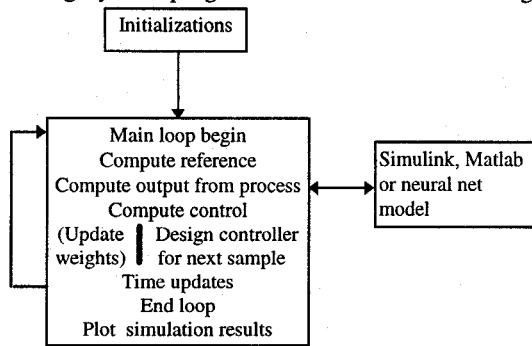 Initializations
Main loop begin
Compute reference
Compute output from process
Compute control
(Update weights) | Design controller for next sample
Time updates
End loop
Plot simulation results
Simulink, Matlab
or neural net
model